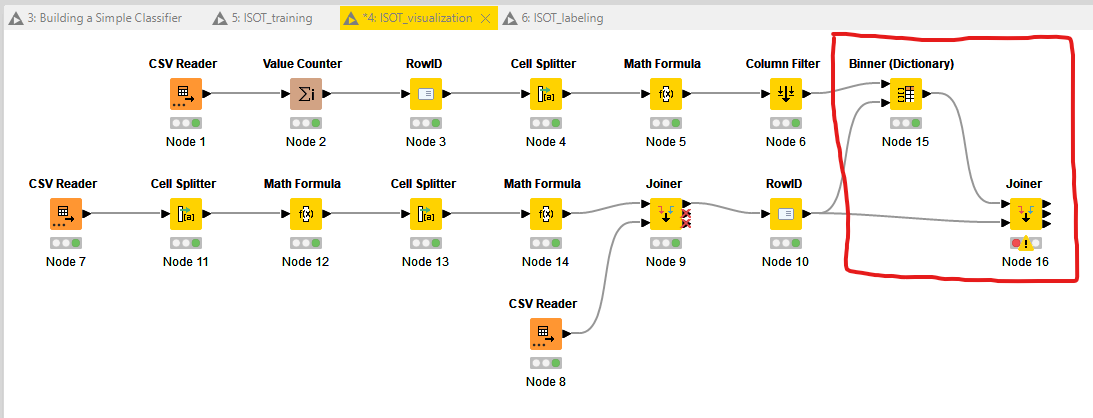 3: Building a Simple Classifier
5: ISOT_training
*4: ISOT_visualization
6: ISOT_labeling
CSV Reader
Value Counter
RowID
Cell Splitter
Math Formula
Column Filter
Binner (Dictionary)
Σi
[a]
f(x)
Node 1
Node 2
Node 3
Node 4
Node 5
Node 6
Node 15
CSV Reader
Cell Splitter
Math Formula
Cell Splitter
Math Formula
Joiner
RowID
Joiner
[a]
f(x)
[a]
f(x)
Node 7
Node 11
Node 12
Node 13
Node 14
Node 9
Node 10
Node 16
CSV Reader
Node 8